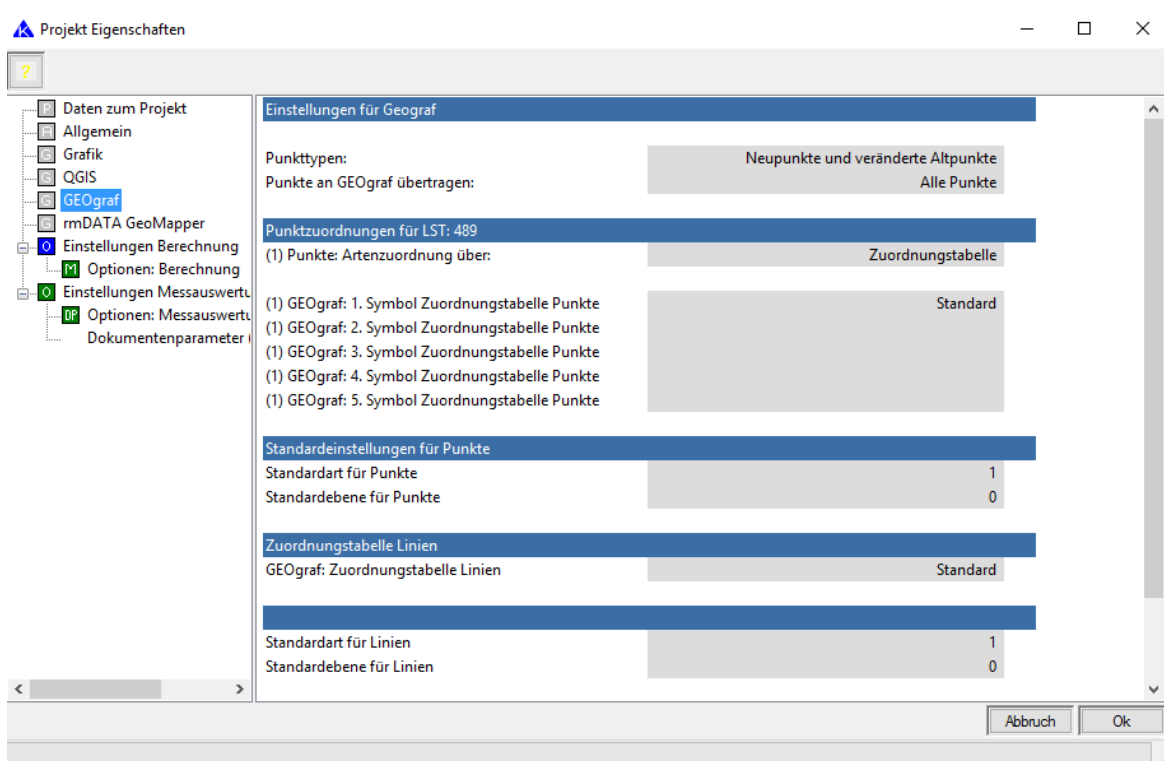 Projekt Eigenschaften
?
P Daten zum Projekt
A Allgemein
G Grafik
G QGIS
G GEOgraf
G rmDATA GeoMapper
O Einstellungen Berechnung
M Optionen: Berechnung
O Einstellungen Messauswertu
DP Optionen: Messauswertu
Dokumentenparameter (
Einstellungen für Geograf
Punkttypen: Neupunkte und veränderte Altpunkte
Punkte an GEOgraf übertragen: Alle Punkte
Punktzuordnungen für LST: 489
(1) Punkte: Artenzuordnung über: Zuordnungstabelle
(1) GEOgraf: 1. Symbol Zuordnungstabelle Punkte Standard
(1) GEOgraf: 2. Symbol Zuordnungstabelle Punkte
(1) GEOgraf: 3. Symbol Zuordnungstabelle Punkte
(1) GEOgraf: 4. Symbol Zuordnungstabelle Punkte
(1) GEOgraf: 5. Symbol Zuordnungstabelle Punkte
Standardeinstellungen für Punkte
Standardart für Punkte 1
Standardebene für Punkte 0
Zuordnungstabelle Linien
GEOgraf: Zuordnungstabelle Linien Standard
Standardart für Linien 1
Standardebene für Linien 0
Abbruch Ok